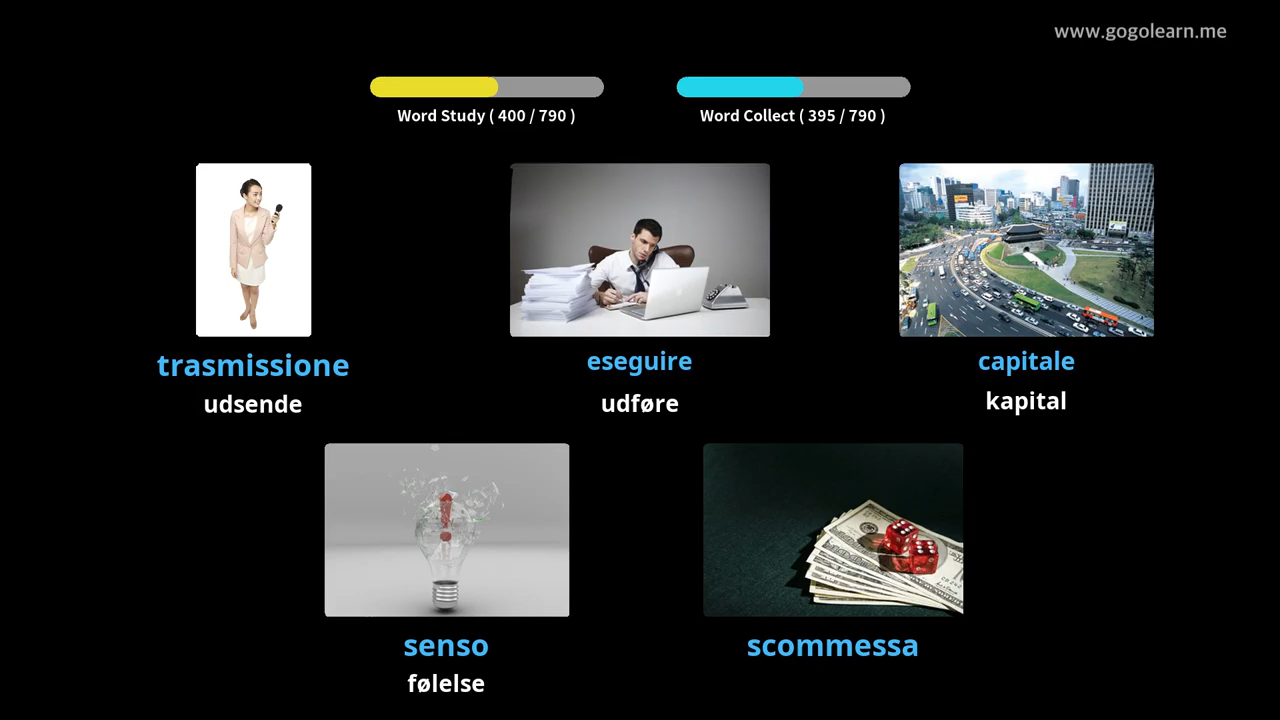 www.gogolearn.me
Word Study ( 400 / 790 )
Word Collect ( 395 / 790 )
trasmissione
udsende
eseguire
udføre
capitale
kapital
senso
følelse
scommessa